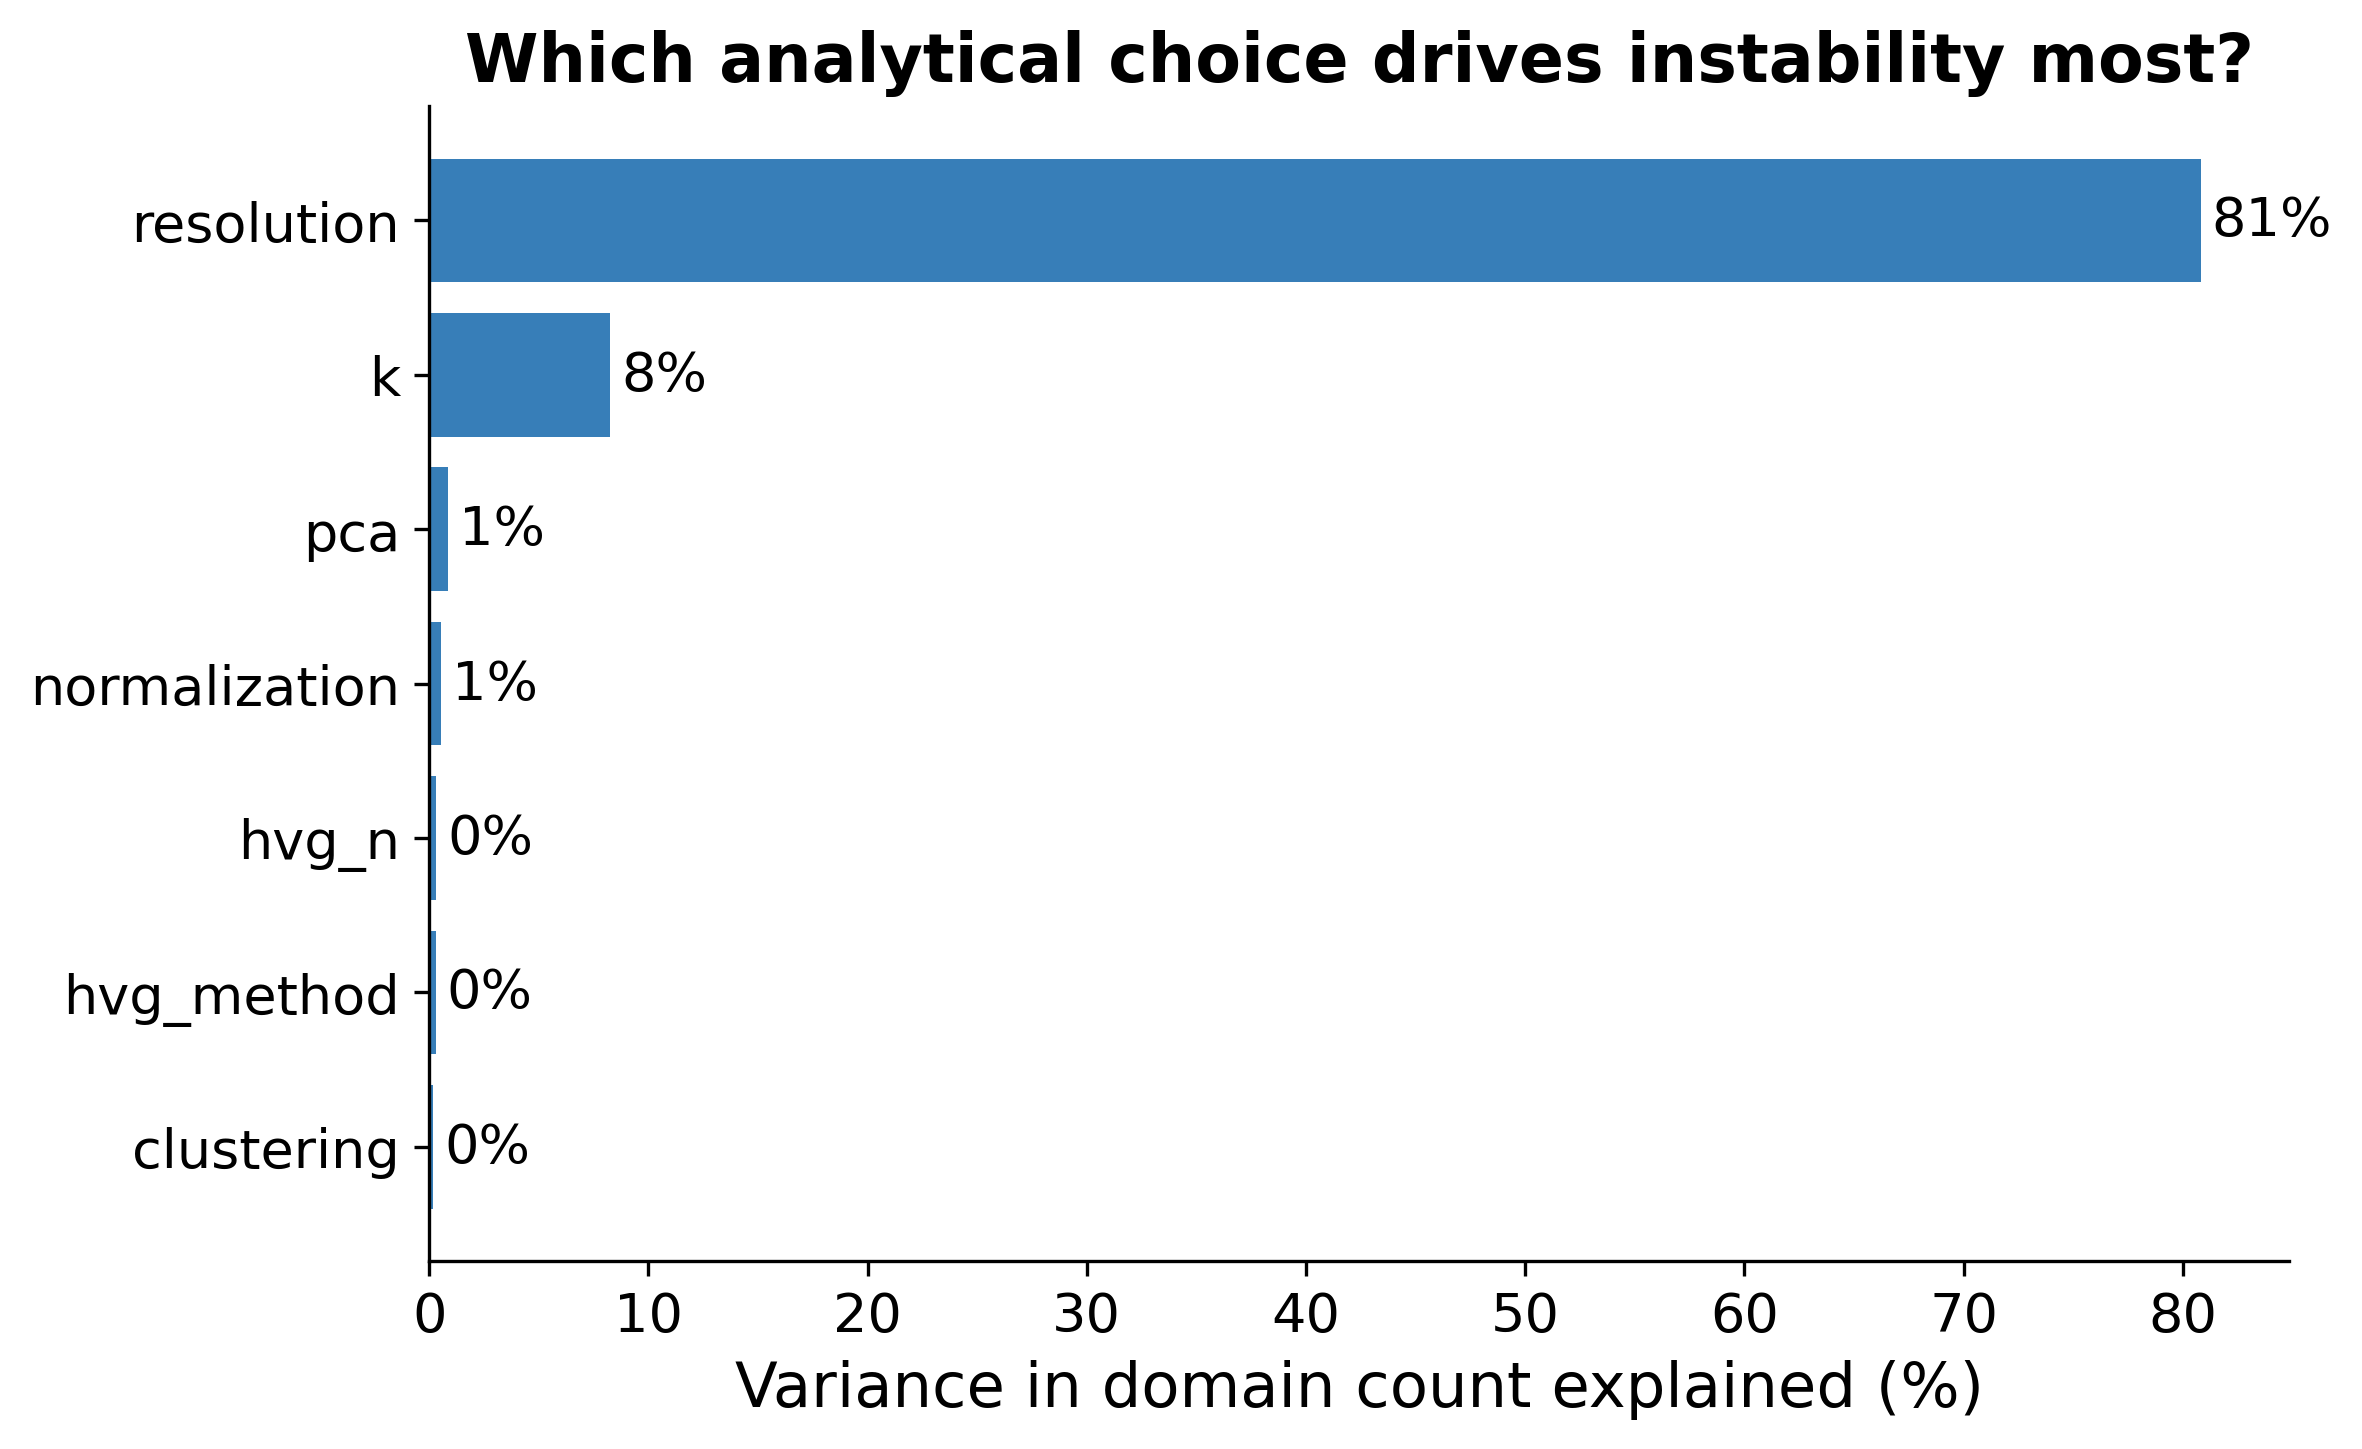 Which analytical choice drives instability most?
resolution 81%
k 8%
pca 1%
normalization 1%
hvg_n 0%
hvg_method 0%
clustering 0%
0 10 20 30 40 50 60 70 80
Variance in domain count explained (%)